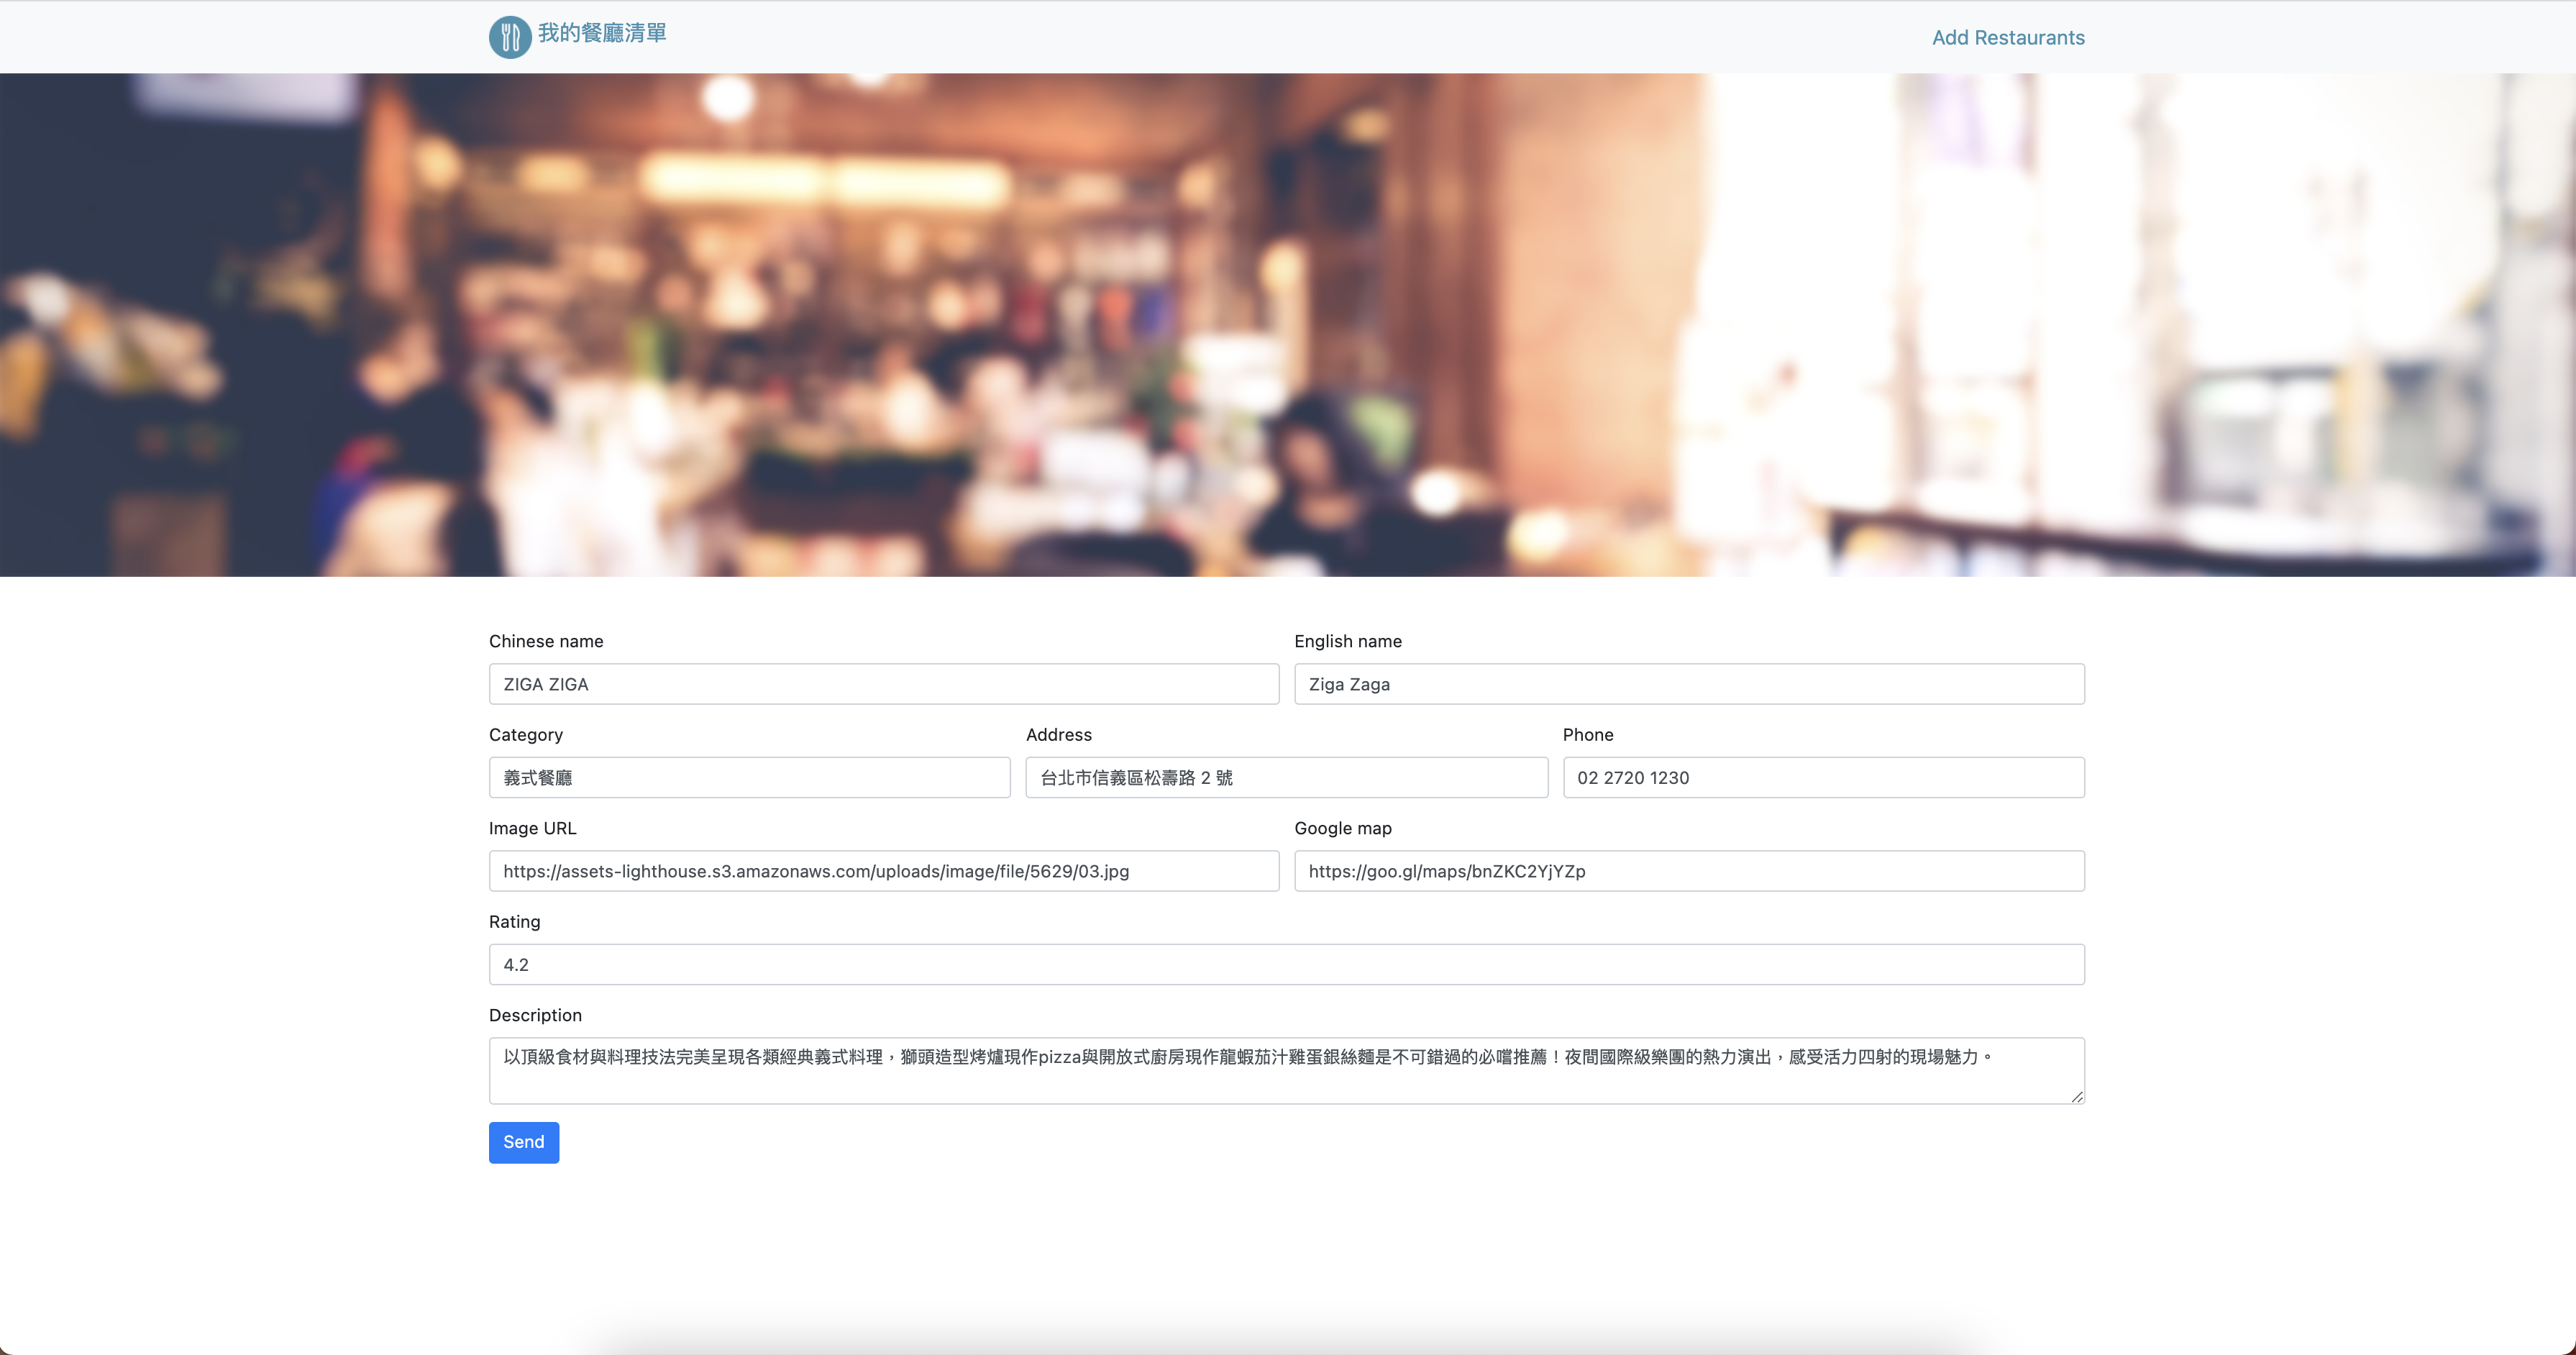 我的餐廳清單
Add Restaurants
Chinese name
English name
ZIGA ZIGA
Ziga Zaga
Category
Address
Phone
義式餐廳
台北市信義區松壽路 2 號
02 2720 1230
Image URL
Google map
https://assets-lighthouse.s3.amazonaws.com/uploads/image/file/5629/03.jpg
https://goo.gl/maps/bnZKC2YjYZp
Rating
4.2
Description
以頂級食材與料理技法完美呈現各類經典義式料理，獅頭造型烤爐現作pizza與開放式廚房現作龍蝦茄汁雞蛋銀絲麵是不可錯過的必嚐推薦！夜間國際級樂團的熱力演出，感受活力四射的現場魅力。
Send